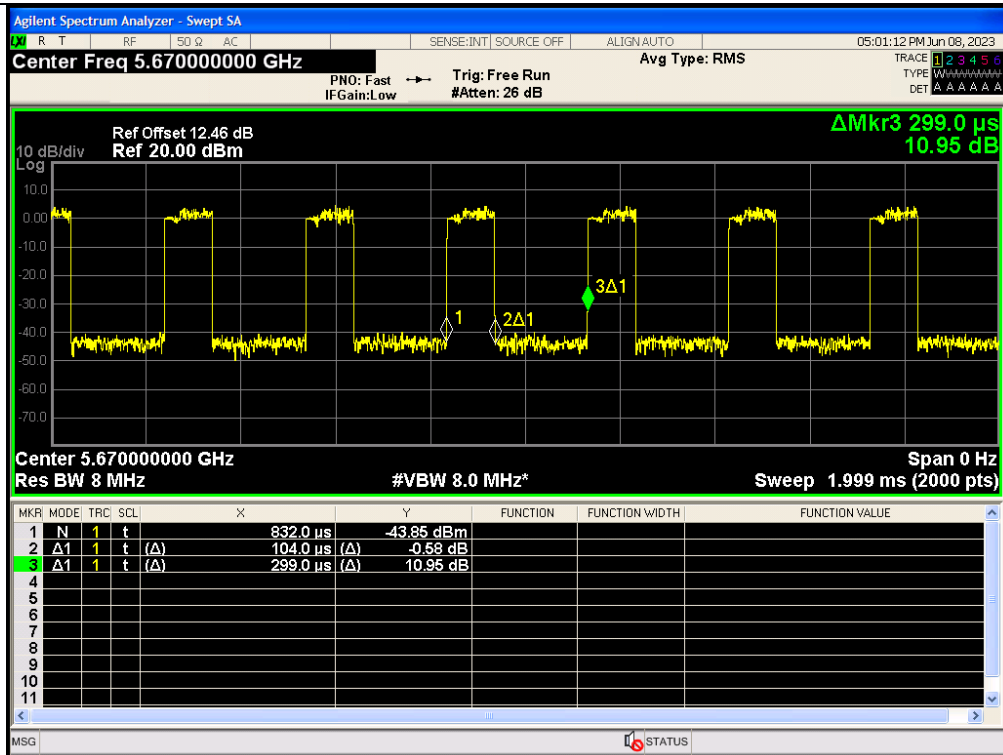 Agilent Spectrum Analyzer - Swept SA
LXI R T RF 50 Ω AC SENSE:INT SOURCE OFF ALIGN AUTO 05:01:12 PM Jun 08, 2023
Center Freq 5.670000000 GHz
Avg Type: RMS
TRACE 1 2 3 4 5 6
TYPE WWWWWW
DET A A A A A A
PNO: Fast
IFGain:Low
Trig: Free Run
#Atten: 26 dB
ΔMkr3 299.0 µs
10.95 dB
Ref Offset 12.46 dB
10 dB/div Ref 20.00 dBm
Log
10.0
0.00
-10.0
-20.0
-30.0
-40.0
-50.0
-60.0
-70.0
1
2Δ1
3Δ1
Center 5.670000000 GHz Span 0 Hz
Res BW 8 MHz #VBW 8.0 MHz* Sweep 1.999 ms (2000 pts)
MKR MODE TRC SCL X Y FUNCTION FUNCTION WIDTH FUNCTION VALUE
1 N 1 t 832.0 µs -43.85 dBm
2 Δ1 1 t (Δ) 104.0 µs (Δ) -0.58 dB
3 Δ1 1 t (Δ) 299.0 µs (Δ) 10.95 dB
4
5
6
7
8
9
10
11
MSG STATUS